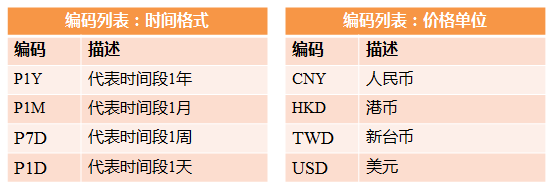 编码列表：时间格式
编码 描述
P1Y 代表时间段1年
P1M 代表时间段1月
P7D 代表时间段1周
P1D 代表时间段1天
编码列表：价格单位
编码 描述
CNY 人民币
HKD 港币
TWD 新台币
USD 美元